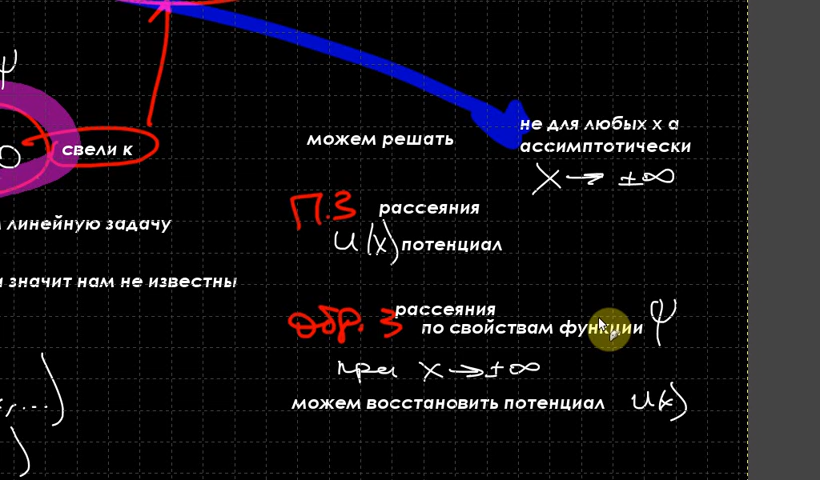 ψ
свели к
линейную задачу
значит нам не известны
,...)
)
можем решать
не для любых x а
ассимптотически
x → ±∞
П.З рассеяния
u(x) потенциал
Обр. З рассеяния
по свойствам функции ψ
при x → ±∞
можем восстановить потенциал u(x)